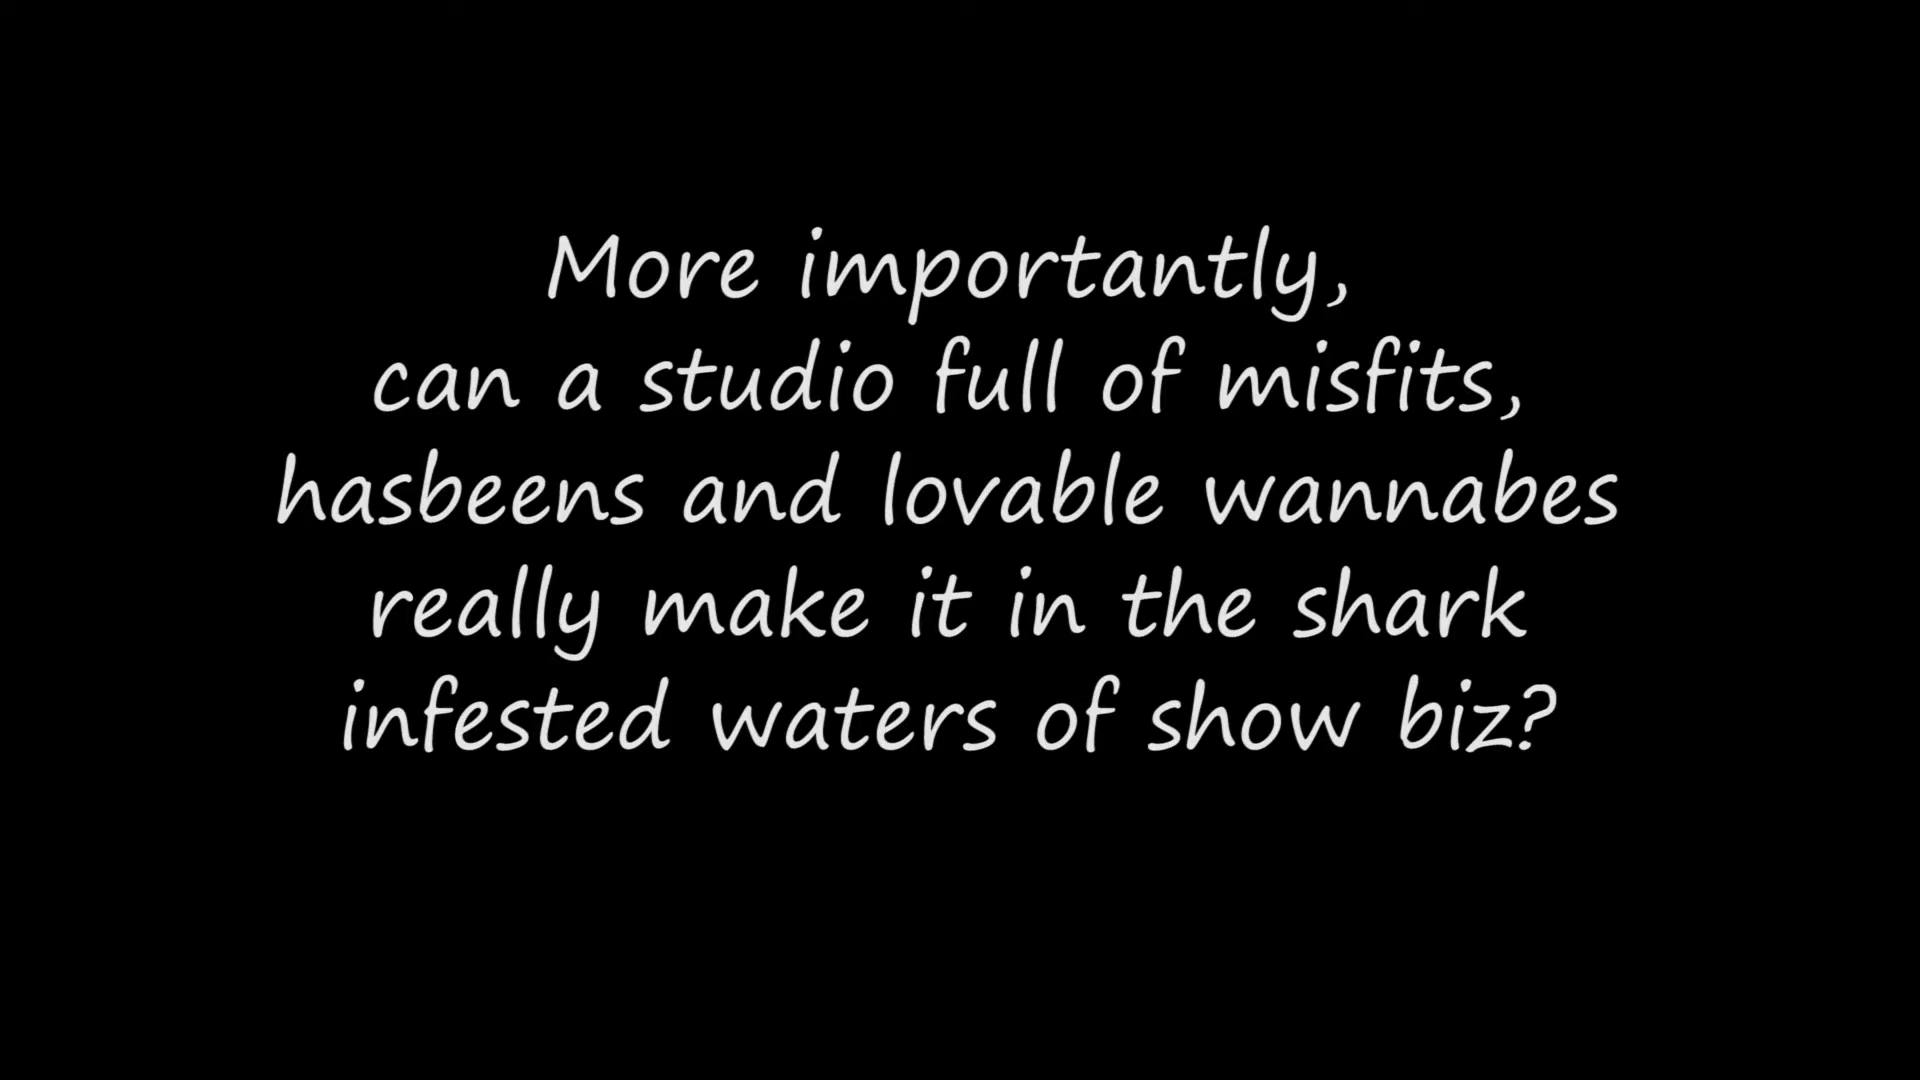 More importantly,
can a studio full of misfits,
hasbeens and lovable wannabes
really make it in the shark
infested waters of show biz?